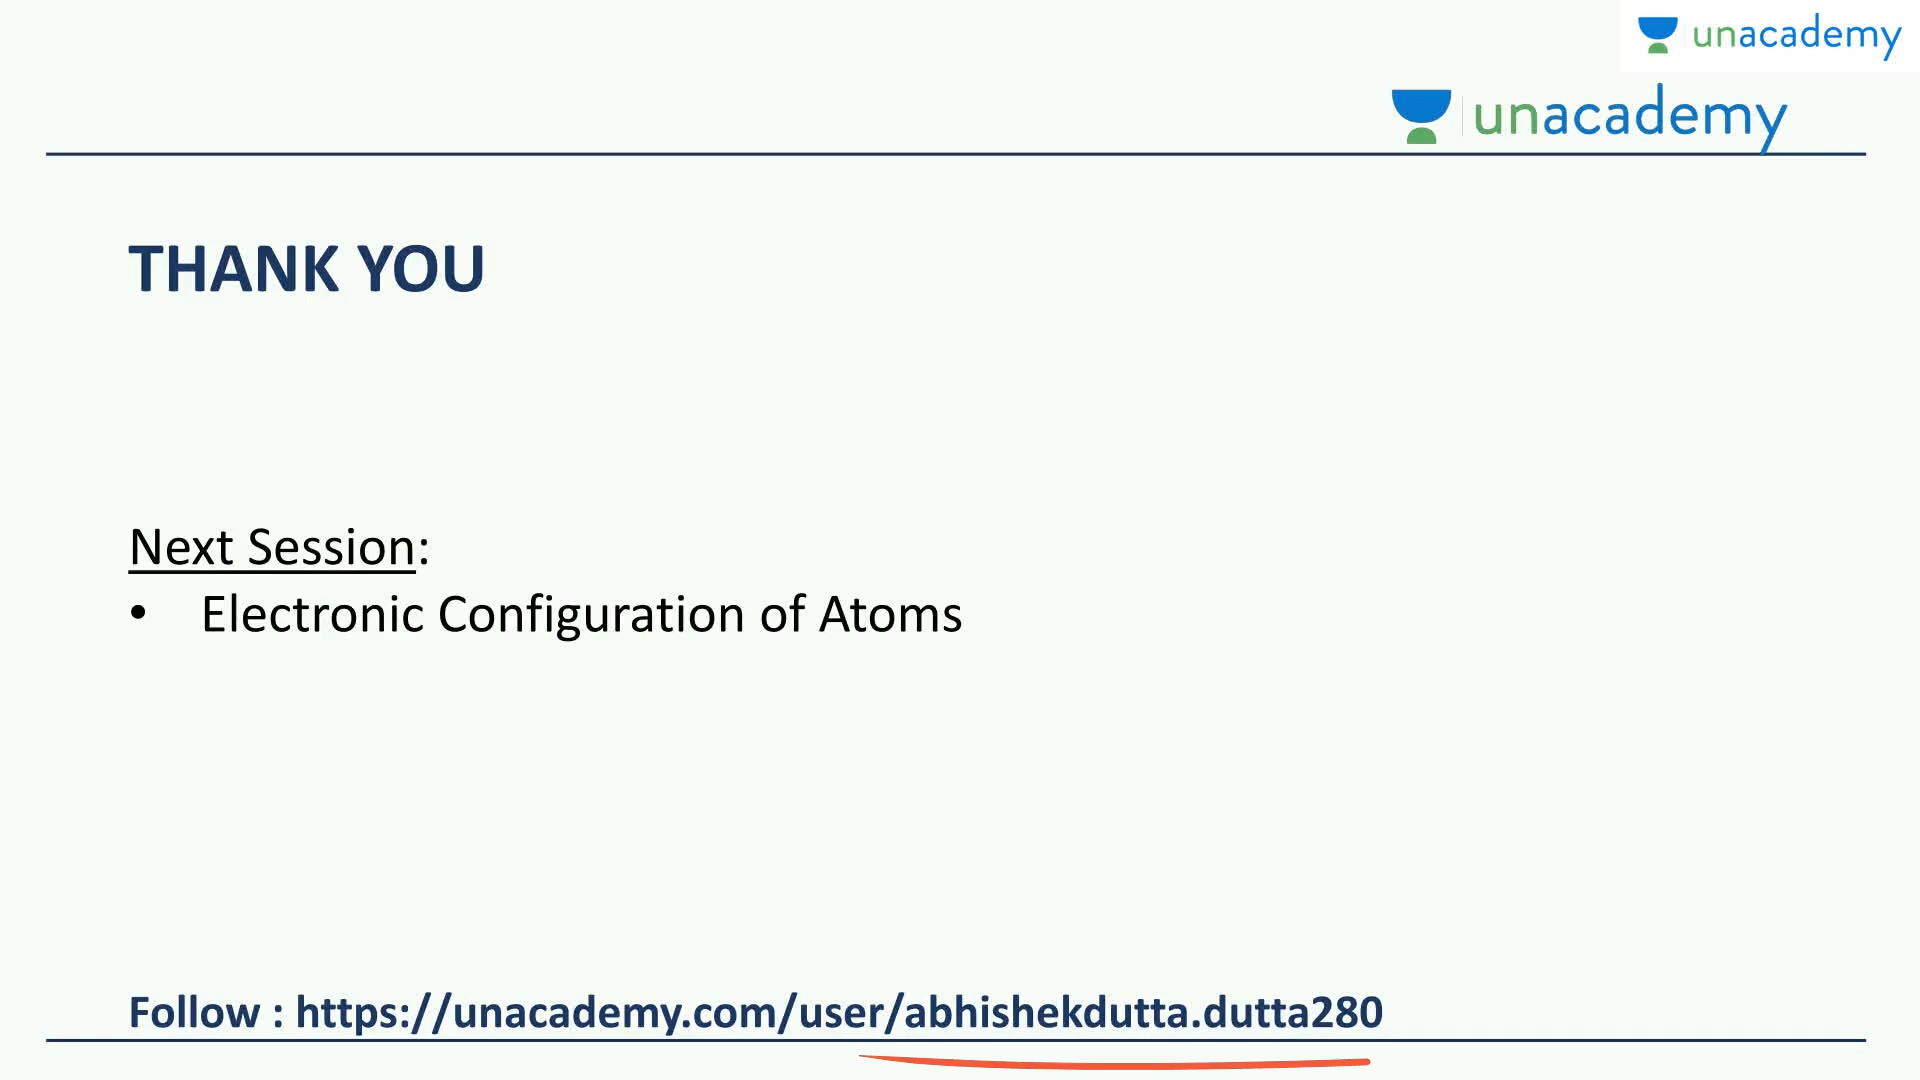 unacademy
unacademy
THANK YOU
Next Session:
• Electronic Configuration of Atoms
Follow : https://unacademy.com/user/abhishekdutta.dutta280